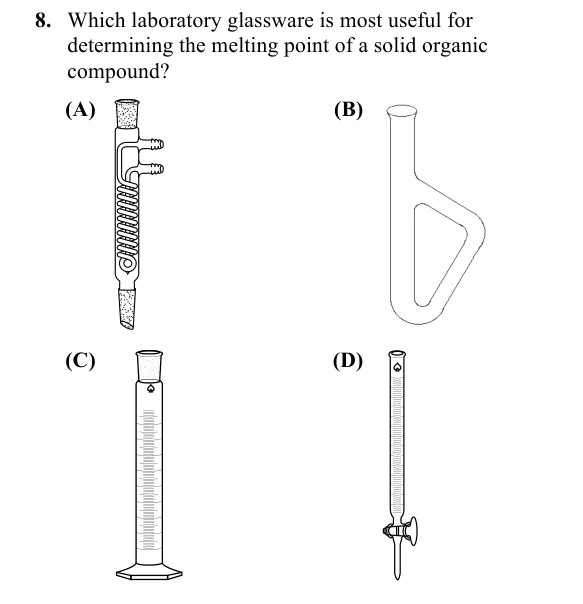 8. Which laboratory glassware is most useful for
determining the melting point of a solid organic
compound?
(A)
(B)
(C)
(D)